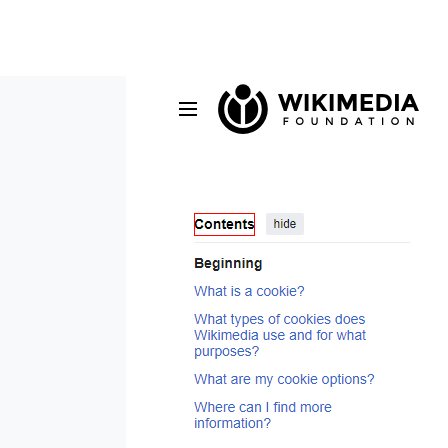 WIKIMEDIA
FOUNDATION
Contents hide
Beginning
What is a cookie?
What types of cookies does
Wikimedia use and for what
purposes?
What are my cookie options?
Where can I find more
information?